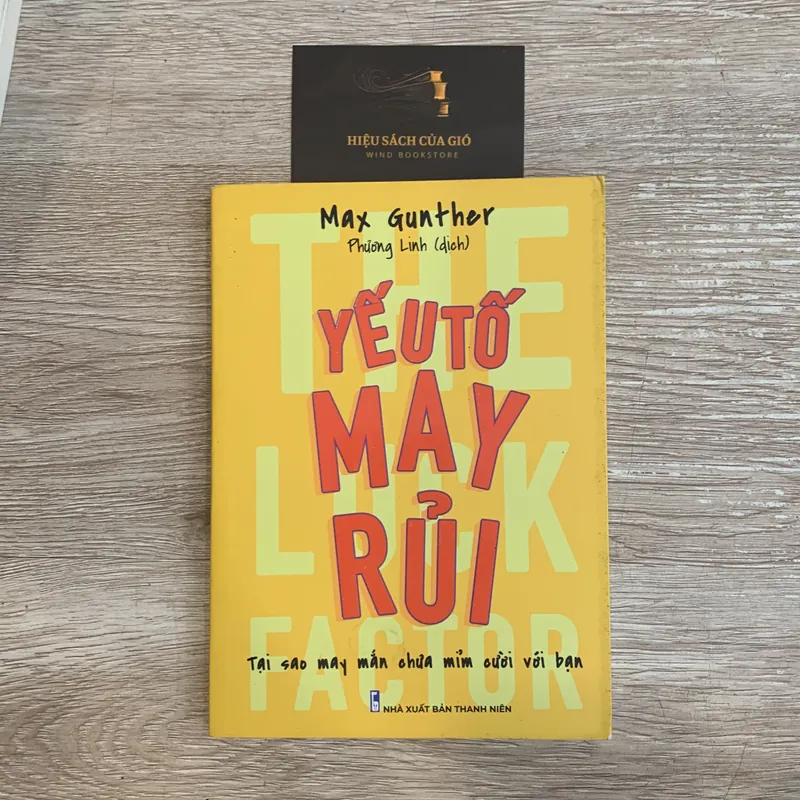 HIỆU SÁCH CỦA GIÓ
WIND BOOKSTORE
Max Gunther
Phương Linh (dịch)
THE
YẾU TỐ
MAY
LUCK
RỦI
FACTOR
Tại sao may mắn chưa mỉm cười với bạn
NHÀ XUẤT BẢN THANH NIÊN